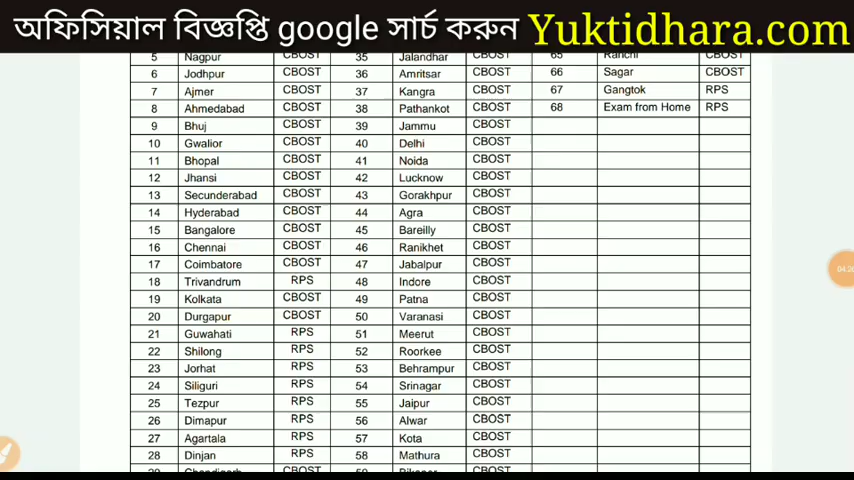 অফিসিয়াল বিজ্ঞপ্তি google সার্চ করুন Yuktidhara.com
5 Nagpur CBOST 35 Jalandhar CBOST 65 Ranchi CBOST
6 Jodhpur CBOST 36 Amritsar CBOST 66 Sagar CBOST
7 Ajmer CBOST 37 Kangra CBOST 67 Gangtok RPS
8 Ahmedabad CBOST 38 Pathankot CBOST 68 Exam from Home RPS
9 Bhuj CBOST 39 Jammu CBOST
10 Gwalior CBOST 40 Delhi CBOST
11 Bhopal CBOST 41 Noida CBOST
12 Jhansi CBOST 42 Lucknow CBOST
13 Secunderabad CBOST 43 Gorakhpur CBOST
14 Hyderabad CBOST 44 Agra CBOST
15 Bangalore CBOST 45 Bareilly CBOST
16 Chennai CBOST 46 Ranikhet CBOST
17 Coimbatore CBOST 47 Jabalpur CBOST
18 Trivandrum RPS 48 Indore CBOST
19 Kolkata CBOST 49 Patna CBOST
20 Durgapur CBOST 50 Varanasi CBOST
21 Guwahati RPS 51 Meerut CBOST
22 Shilong RPS 52 Roorkee CBOST
23 Jorhat RPS 53 Behrampur CBOST
24 Siliguri RPS 54 Srinagar CBOST
25 Tezpur RPS 55 Jaipur CBOST
26 Dimapur RPS 56 Alwar CBOST
27 Agartala RPS 57 Kota CBOST
28 Dinjan RPS 58 Mathura CBOST
29 Chandigarh CBOST 59 Bikaner CBOST